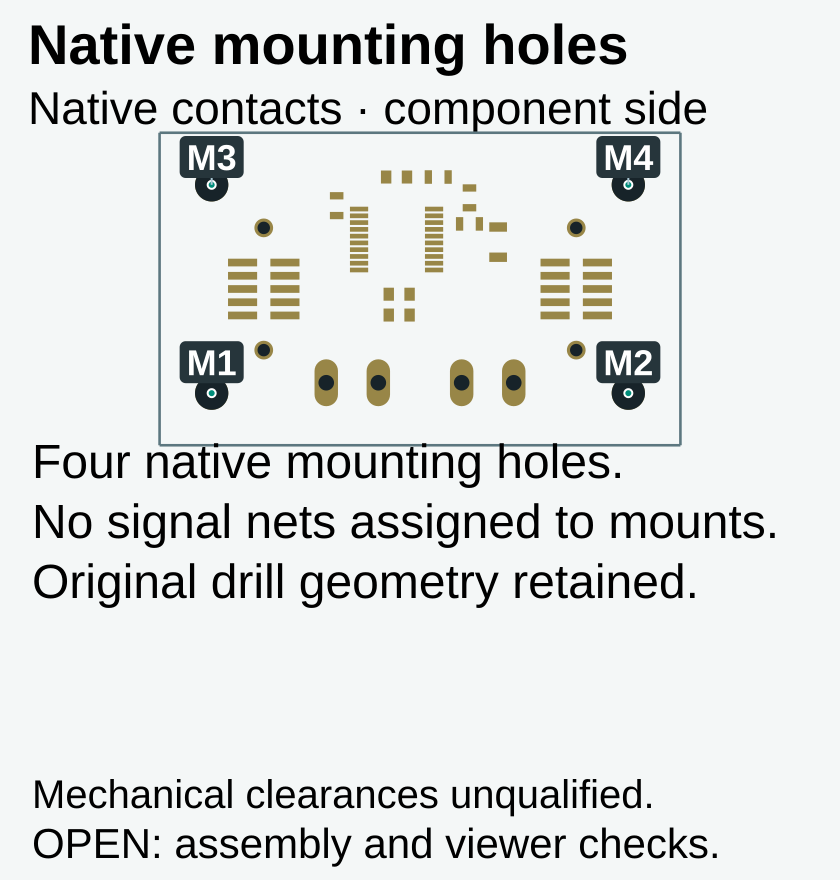 Native mounting holes
Native contacts · component side
M3 M4
M1 M2
Four native mounting holes.
No signal nets assigned to mounts.
Original drill geometry retained.
Mechanical clearances unqualified.
OPEN: assembly and viewer checks.